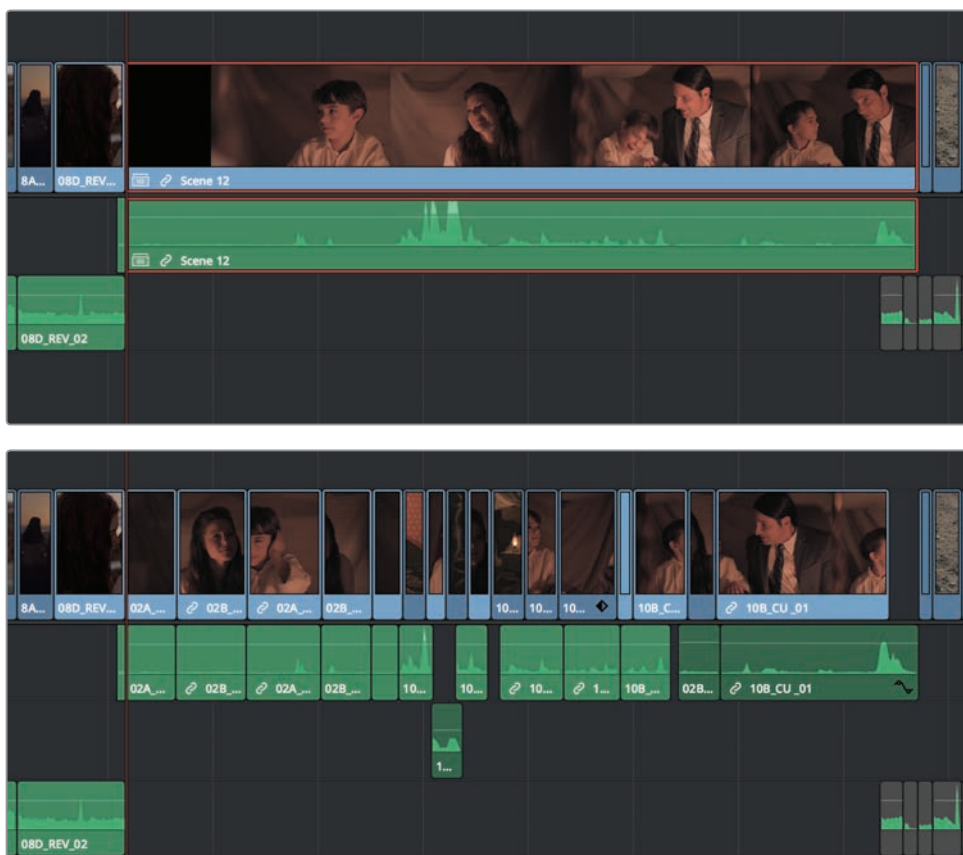 8A... 08D_REV... Scene 12
Scene 12
08D_REV_02
8A... 08D_REV... 02A_... 02B_... 02A_... 02B_... 10... 10... 10... 10B_C... 10B_CU_01
02A_... 02B_... 02A_... 02B_... 10... 10... 10... 1... 10B_... 02B... 10B_CU_01
1...
08D_REV_02